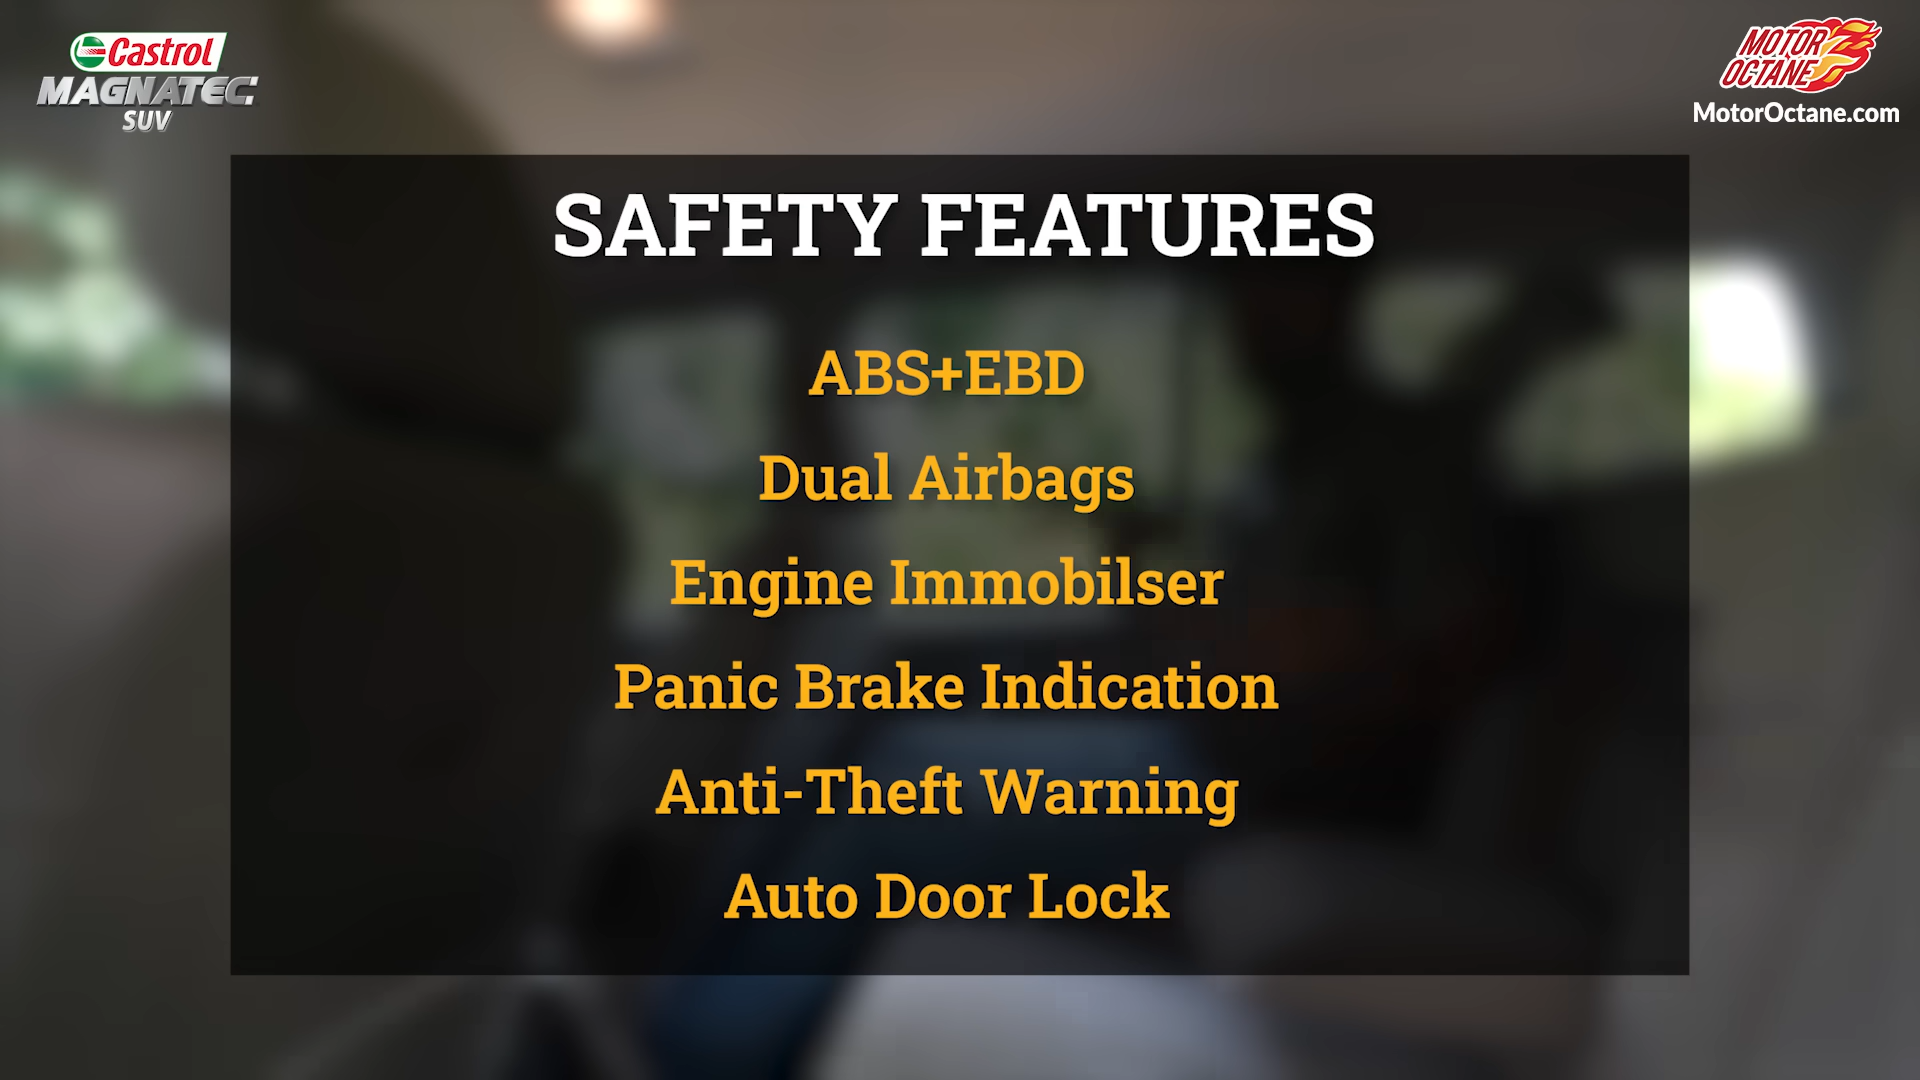 Castrol
MAGNATEC
SUV
MOTOR
OCTANE
MotorOctane.com
SAFETY FEATURES
ABS+EBD
Dual Airbags
Engine Immobilser
Panic Brake Indication
Anti-Theft Warning
Auto Door Lock